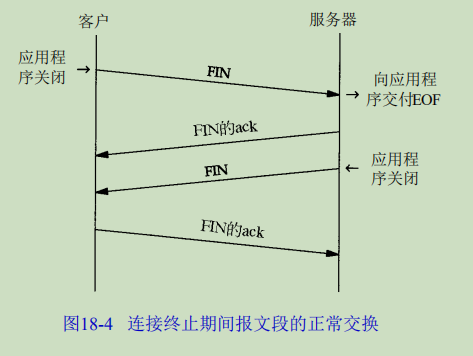 客户
服务器
应用程
序关闭
FIN
向应用程
序交付EOF
FIN的ack
FIN
应用程
序关闭
FIN的ack
图18-4 连接终止期间报文段的正常交换